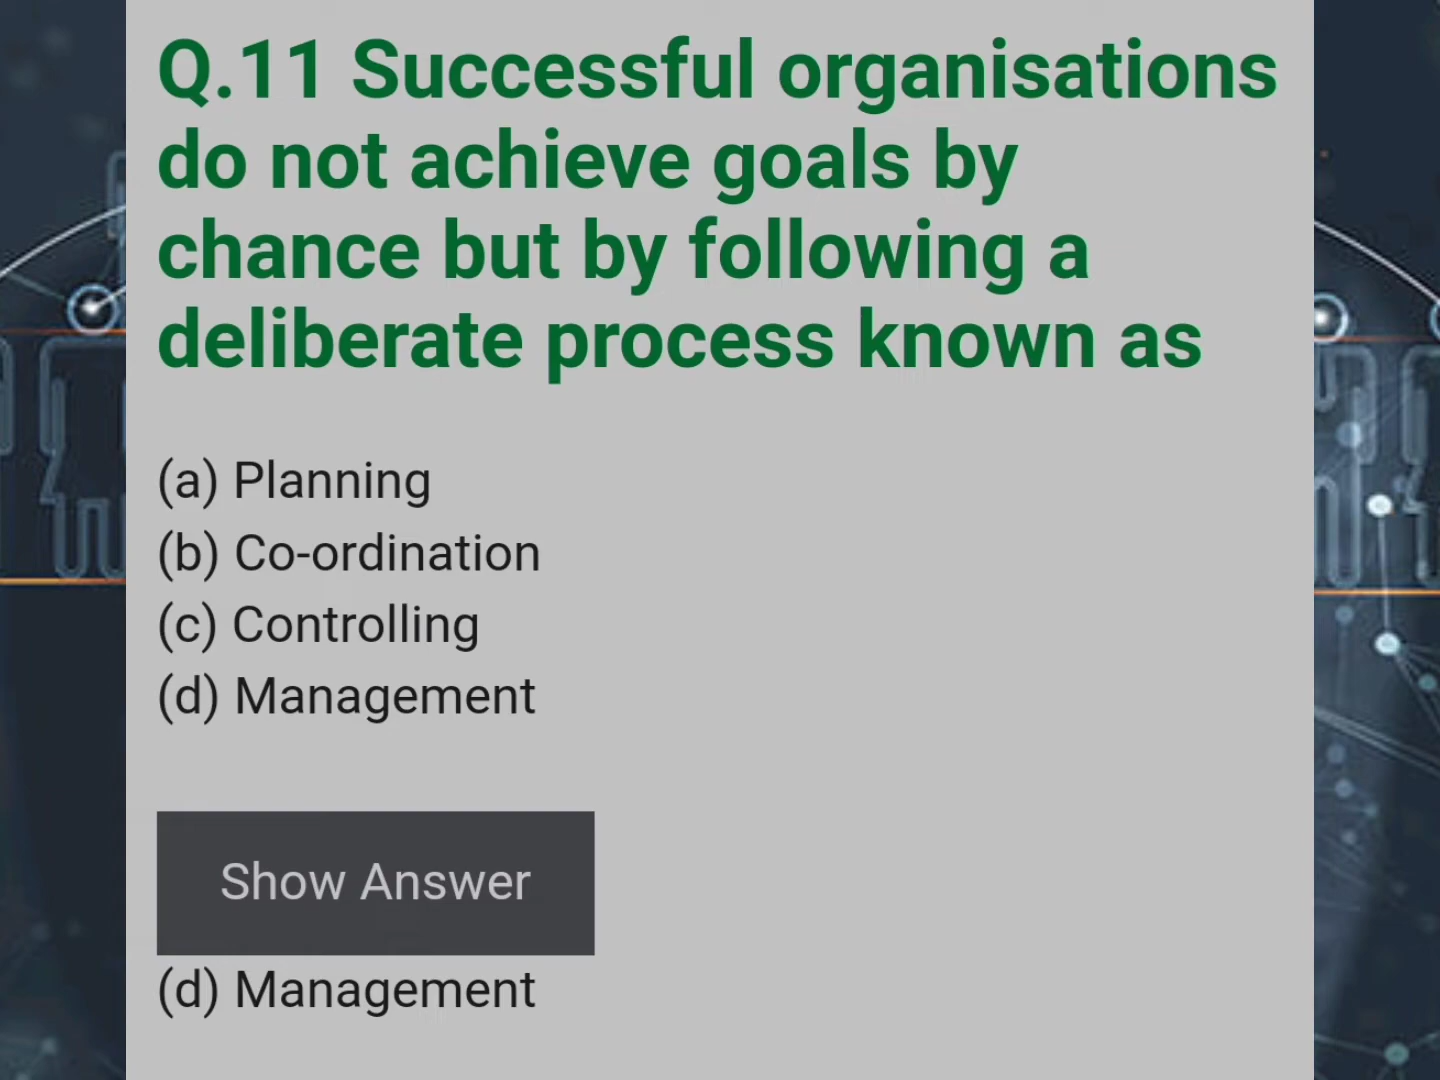 Q.11 Successful organisations
do not achieve goals by
chance but by following a
deliberate process known as
(a) Planning
(b) Co-ordination
(c) Controlling
(d) Management
Show Answer
(d) Management